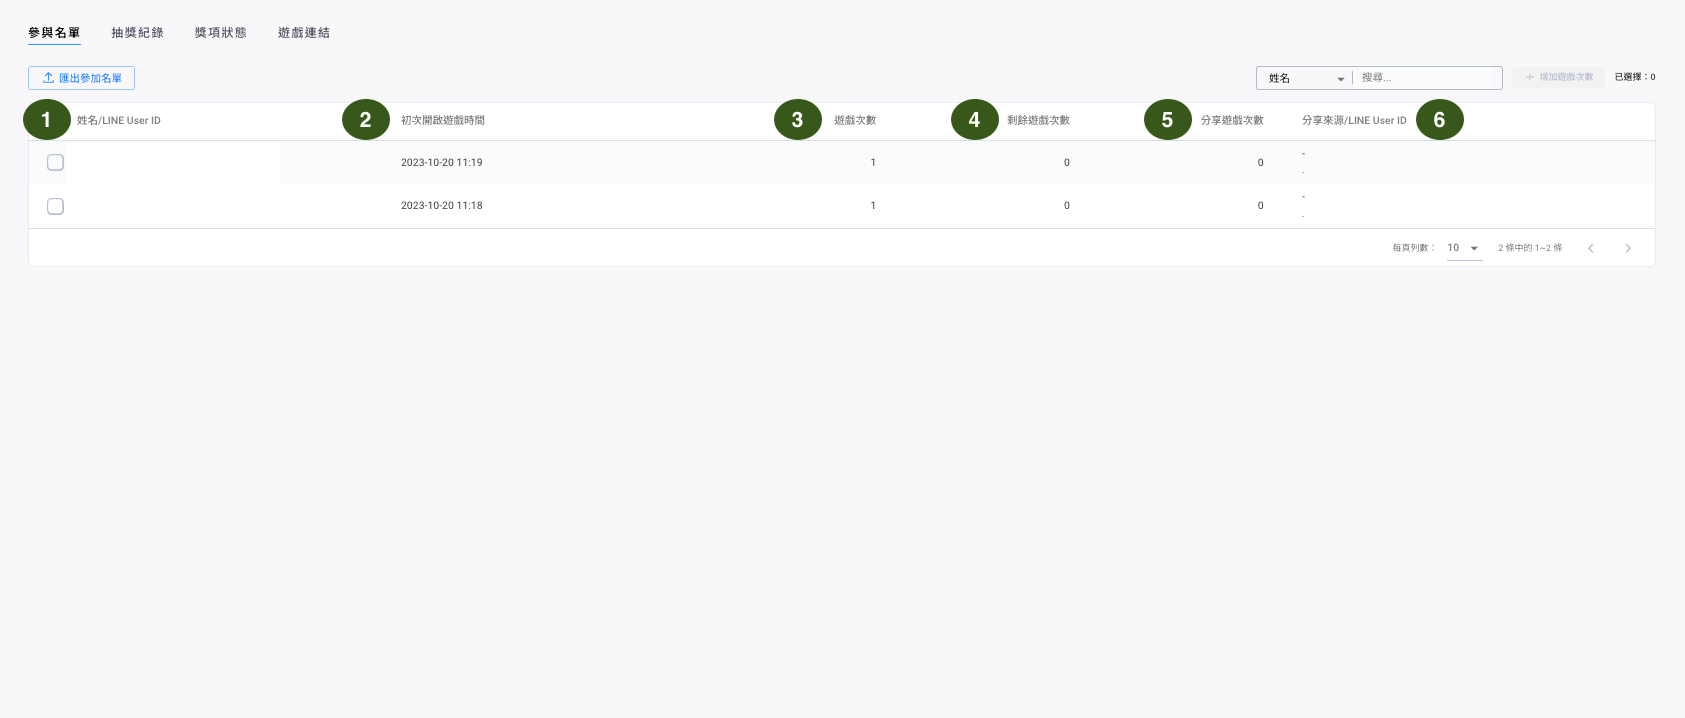 參與名單 抽獎紀錄 獎項狀態 遊戲連結
匯出參加名單 姓名 搜尋... + 增加遊戲次數 已選擇：0
1 姓名/LINE User ID 2 初次開啟遊戲時間 3 遊戲次數 4 剩餘遊戲次數 5 分享遊戲次數 分享來源/LINE User ID 6
2023-10-20 11:19 1 0 0 -
-
2023-10-20 11:18 1 0 0 -
-
每頁列數： 10 2 條中的 1~2 條